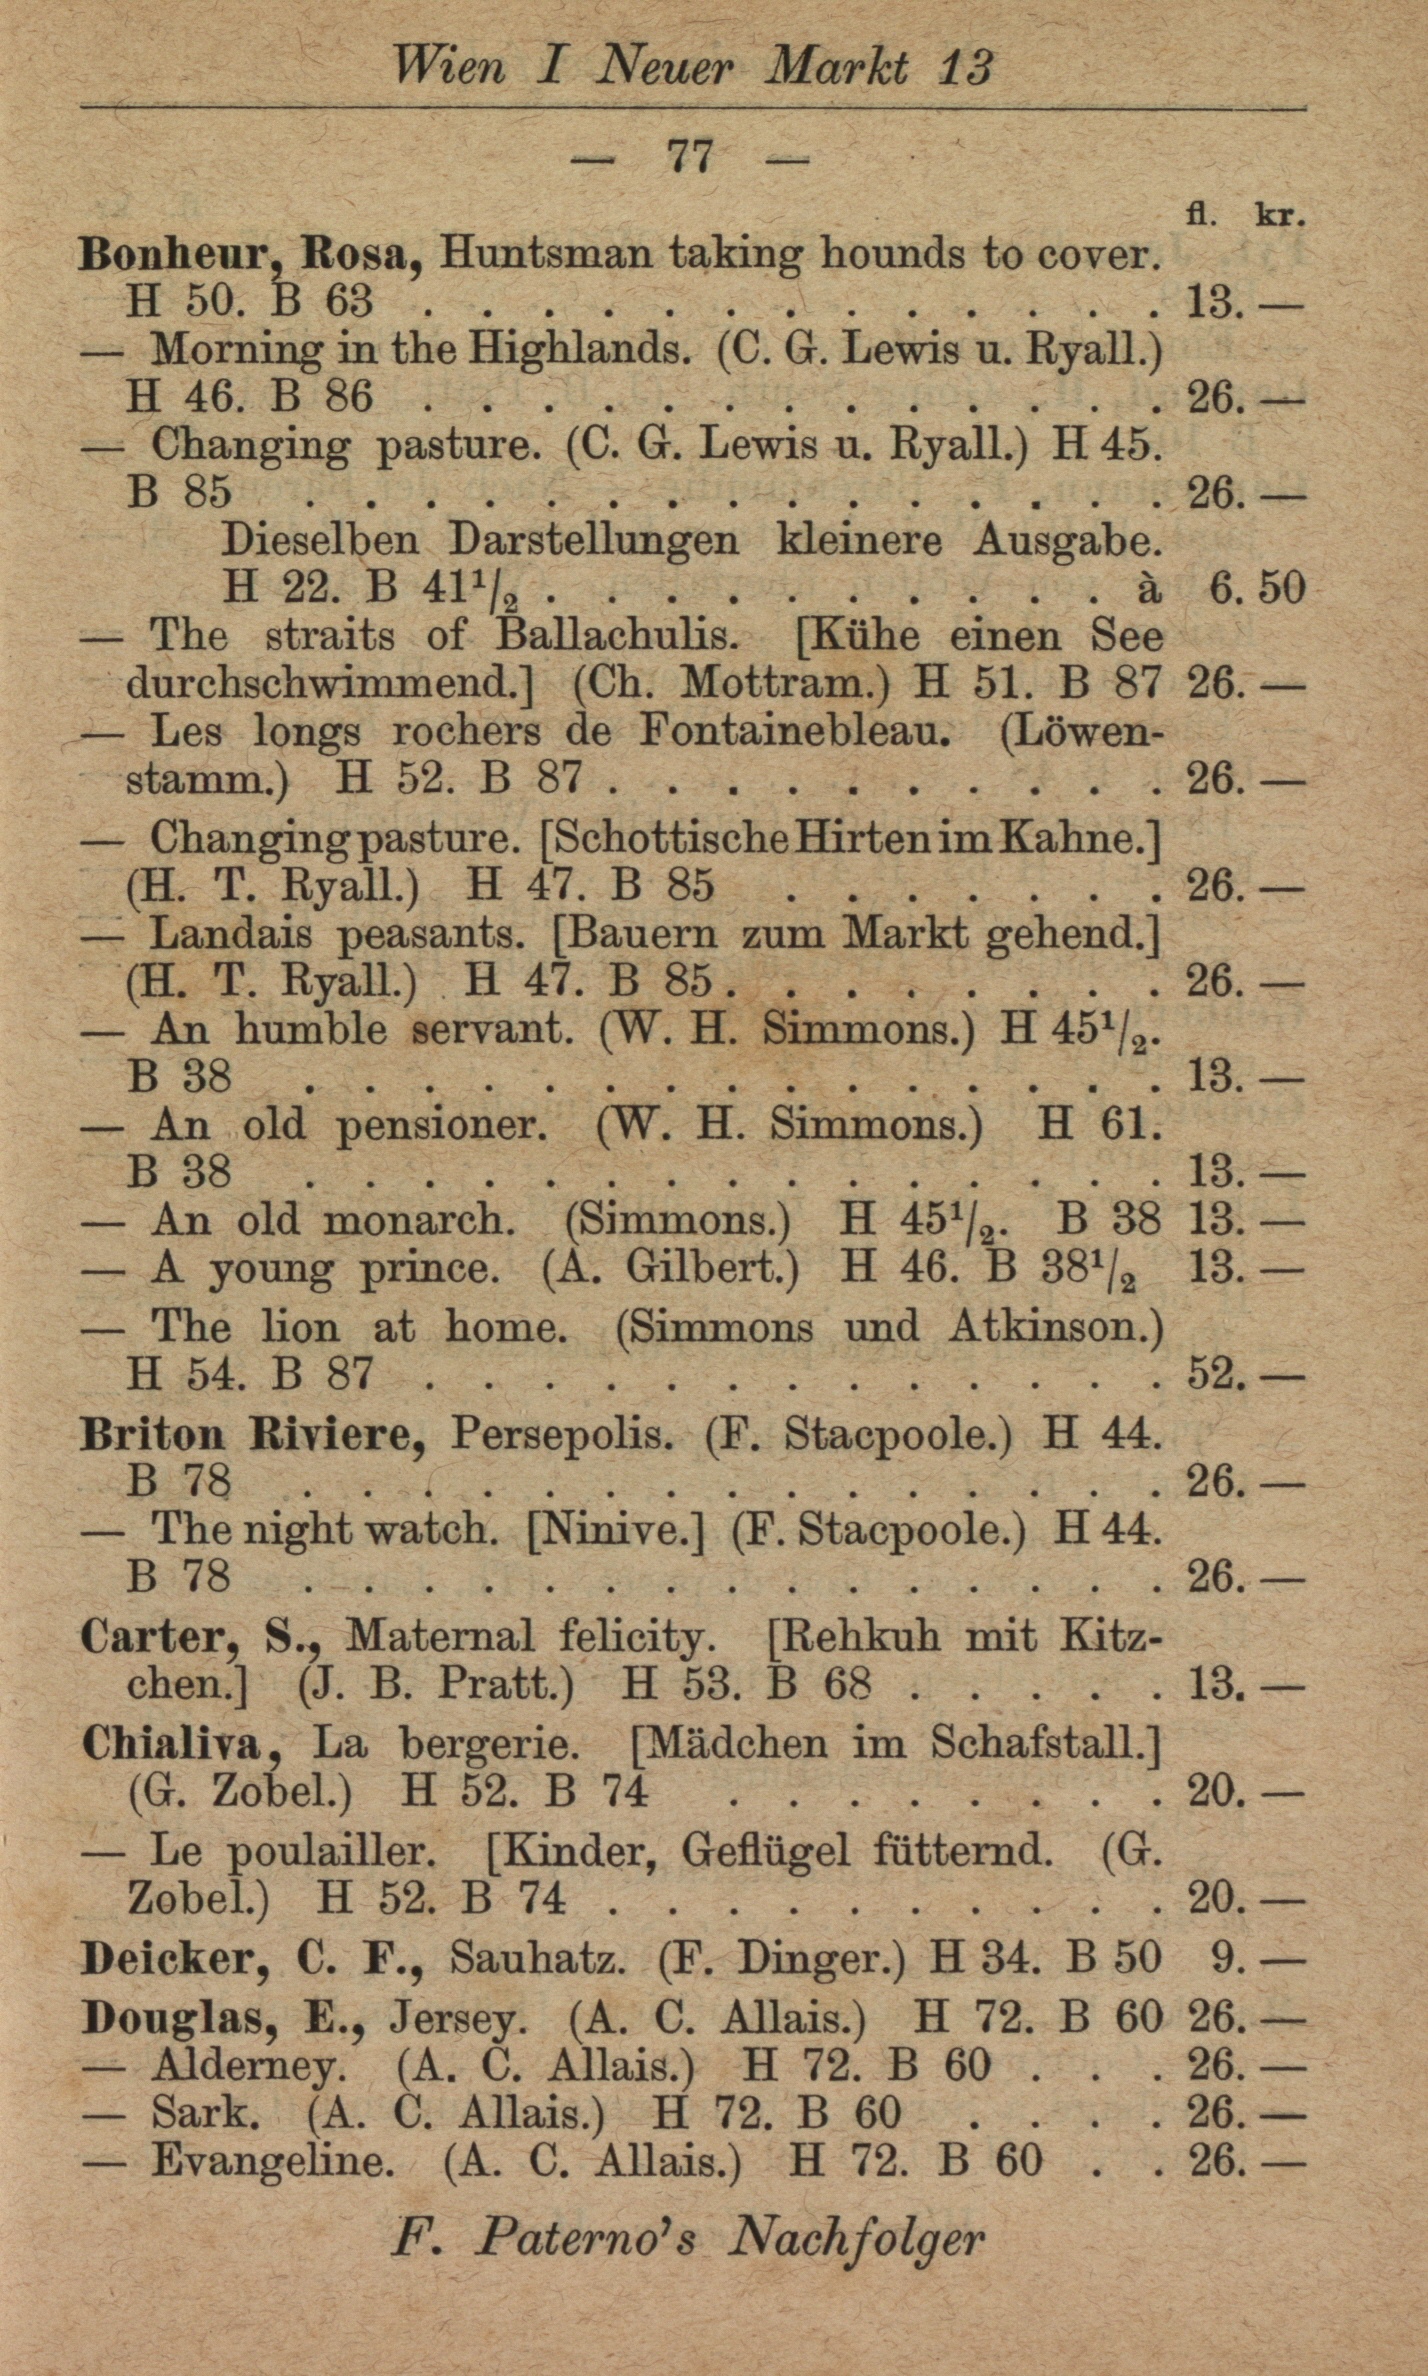 Wien I Neuer Markt 13
— 77 —
fl. kr.
Bonheur, Rosa, Huntsman taking hounds to cover.
H 50. B 63 . . . . . . . . . . . . . 13. —
— Morning in the Highlands. (C. G. Lewis u. Ryall.)
H 46. B 86 . . . . . . . . . . . . . 26. —
— Changing pasture. (C. G. Lewis u. Ryall.) H 45.
B 85 . . . . . . . . . . . . . . . 26. —
Dieselben Darstellungen kleinere Ausgabe.
H 22. B 41¹/₂ . . . . . . . . . . à 6. 50
— The straits of Ballachulis. [Kühe einen See
durchschwimmend.] (Ch. Mottram.) H 51. B 87 26. —
— Les longs rochers de Fontainebleau. (Löwen-
stamm.) H 52. B 87 . . . . . . . . . . 26. —
— Changing pasture. [Schottische Hirten im Kahne.]
(H. T. Ryall.) H 47. B 85 . . . . . . . 26. —
— Landais peasants. [Bauern zum Markt gehend.]
(H. T. Ryall.) H 47. B 85 . . . . . . . . 26. —
— An humble servant. (W. H. Simmons.) H 45¹/₂.
B 38 . . . . . . . . . . . . . . . 13. —
— An old pensioner. (W. H. Simmons.) H 61.
B 38 . . . . . . . . . . . . . . . 13. —
— An old monarch. (Simmons.) H 45¹/₂. B 38 13. —
— A young prince. (A. Gilbert.) H 46. B 38¹/₂ 13. —
— The lion at home. (Simmons und Atkinson.)
H 54. B 87 . . . . . . . . . . . . . 52. —
Briton Riviere, Persepolis. (F. Stacpoole.) H 44.
B 78 . . . . . . . . . . . . . . . 26. —
— The night watch. [Ninive.] (F. Stacpoole.) H 44.
B 78 . . . . . . . . . . . . . . . 26. —
Carter, S., Maternal felicity. [Rehkuh mit Kitz-
chen.] (J. B. Pratt.) H 53. B 68 . . . . . 13. —
Chialiva, La bergerie. [Mädchen im Schafstall.]
(G. Zobel.) H 52. B 74 . . . . . . . . 20. —
— Le poulailler. [Kinder, Geflügel fütternd. (G.
Zobel.) H 52. B 74 . . . . . . . . . . 20. —
Deicker, C. F., Sauhatz. (F. Dinger.) H 34. B 50 9. —
Douglas, E., Jersey. (A. C. Allais.) H 72. B 60 26. —
— Alderney. (A. C. Allais.) H 72. B 60 . . . 26. —
— Sark. (A. C. Allais.) H 72. B 60 . . . . 26. —
— Evangeline. (A. C. Allais.) H 72. B 60 . . 26. —
F. Paterno's Nachfolger